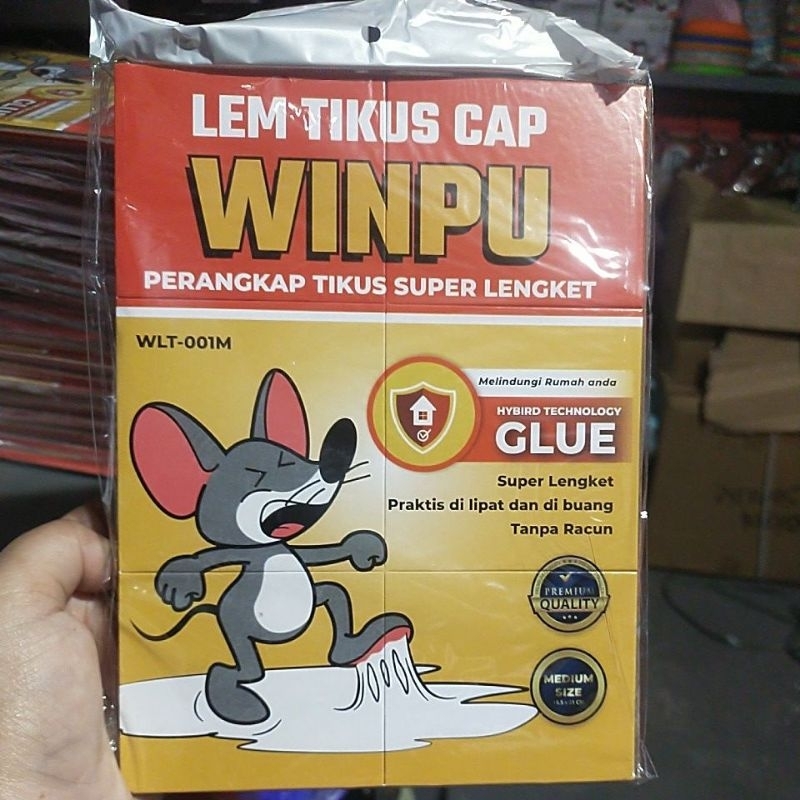 LEM TIKUS CAP
WINPU
PERANGKAP TIKUS SUPER LENGKET
WLT-001M
Melindungi Rumah anda
HYBIRD TECHNOLOGY
GLUE
Super Lengket
Praktis di lipat dan di buang
Tanpa Racun
PREMIUM
QUALITY
MEDIUM
SIZE